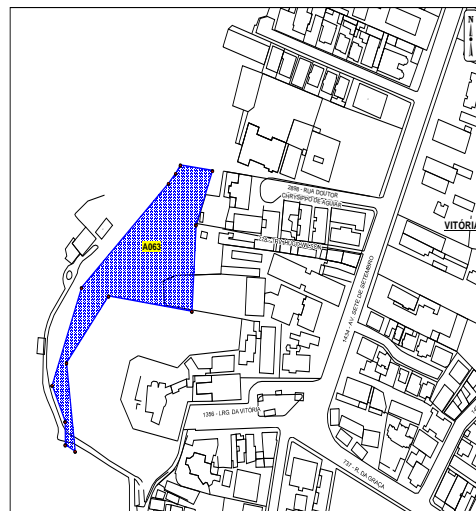 N
2898 - RUA DOUTOR
CHRYSIPPO DE AGUIAR
VITÓRIA
A063
1434 - AV. SETE DE SETEMBRO
1356 - LRG. DA VITÓRIA
737 - R. DA GRAÇA